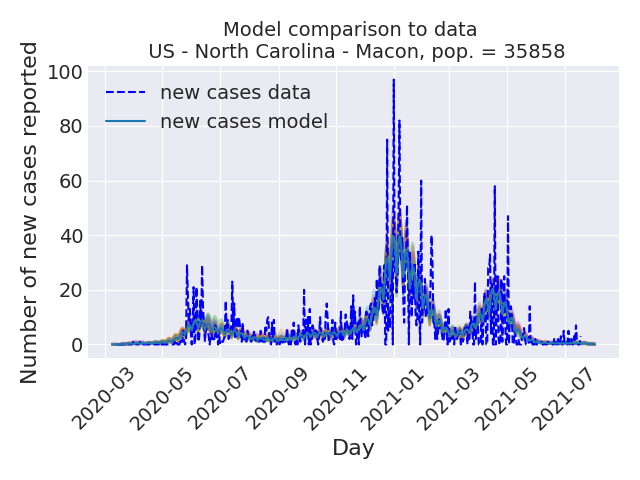 Model comparison to data
US - North Carolina - Macon, pop. = 35858
Number of new cases reported
100
80
60
40
20
0
new cases data
new cases model
2020-03
2020-05
2020-07
2020-09
2020-11
2021-01
2021-03
2021-05
2021-07
Day